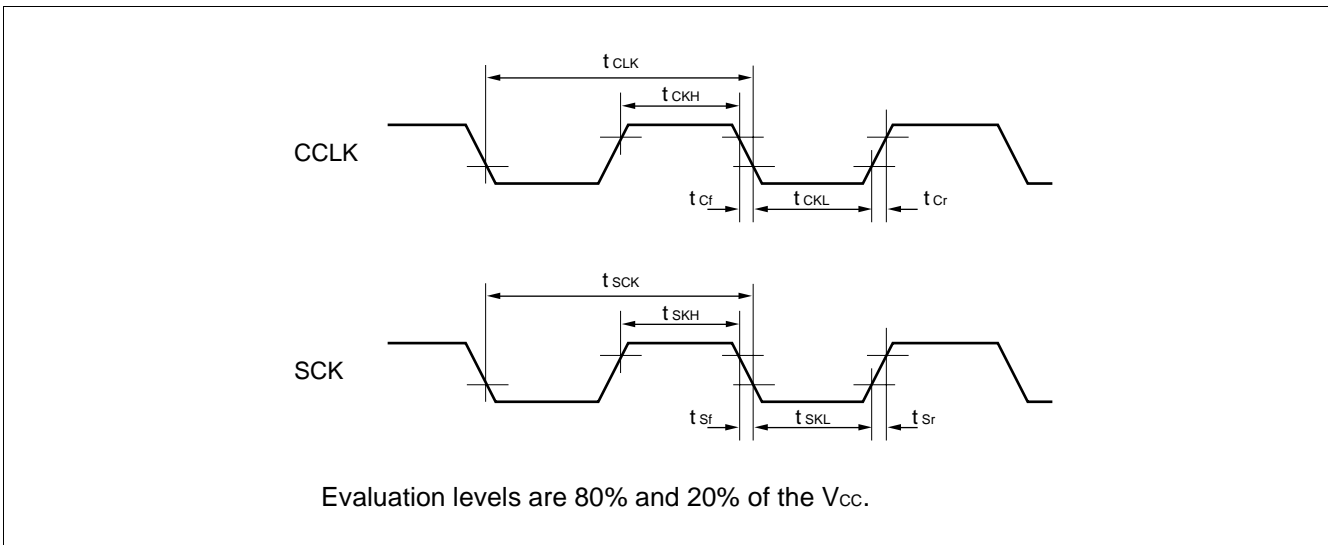 t CLK
t CKH
CCLK
t Cf
t CKL
t Cr
t SCK
t SKH
SCK
t Sf
t SKL
t Sr
Evaluation levels are 80% and 20% of the VCC.